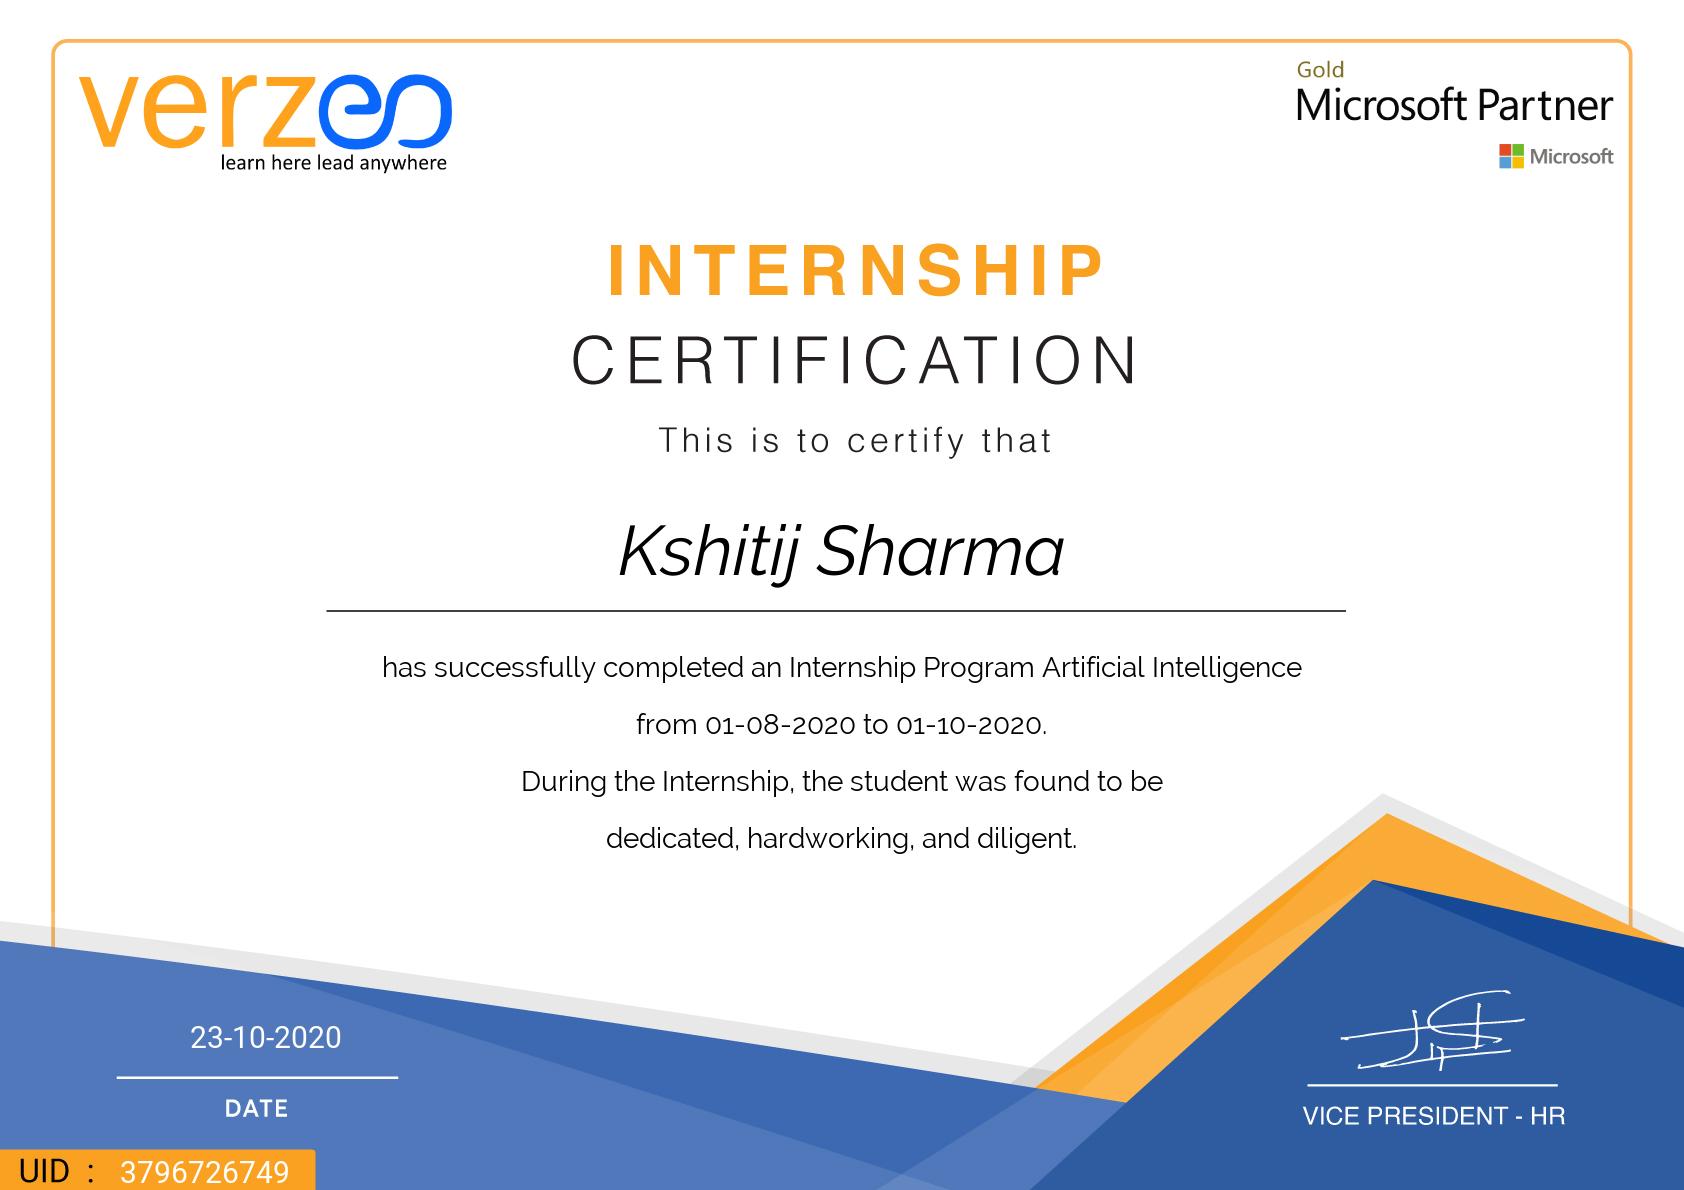 verzeo
learn here lead anywhere
Gold
Microsoft Partner
Microsoft
INTERNSHIP
CERTIFICATION
This is to certify that
Kshitij Sharma
has successfully completed an Internship Program Artificial Intelligence
from 01-08-2020 to 01-10-2020.
During the Internship, the student was found to be
dedicated, hardworking, and diligent.
23-10-2020
DATE
VICE PRESIDENT - HR
UID : 3796726749